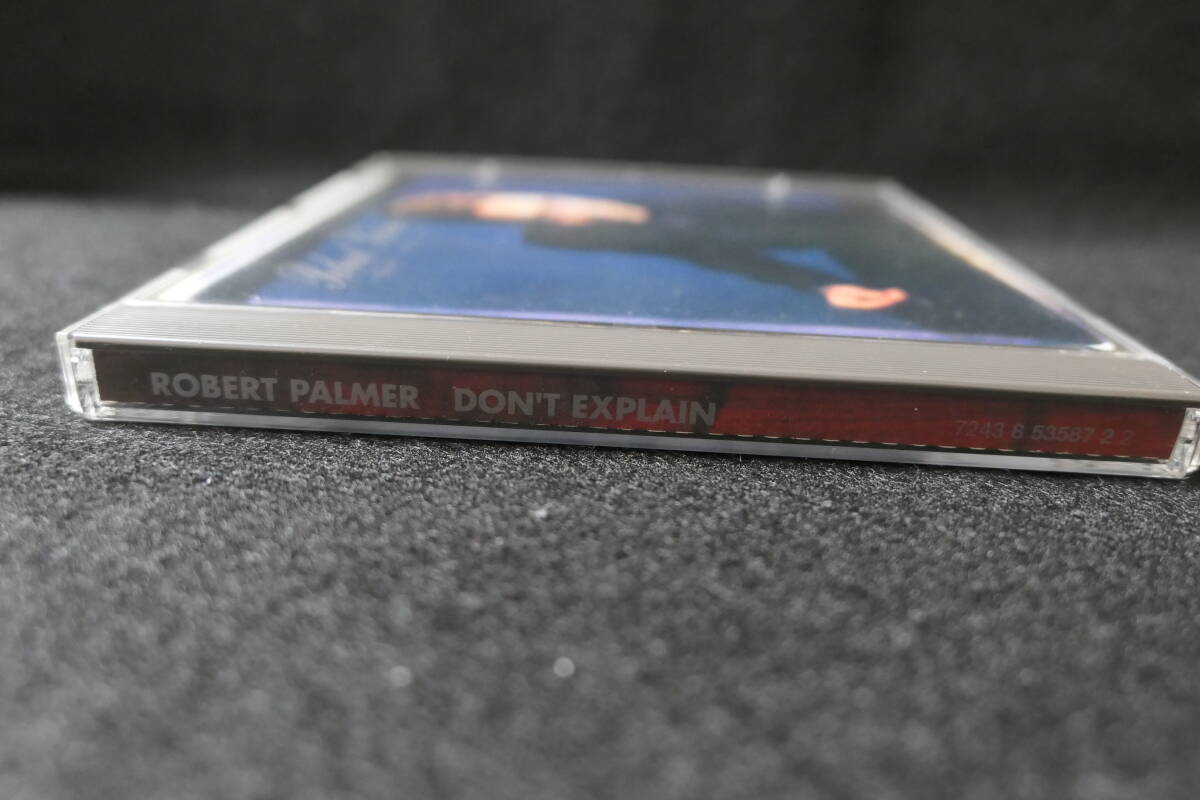 ROBERT PALMER DON'T EXPLAIN 7243 8 53587 2 2